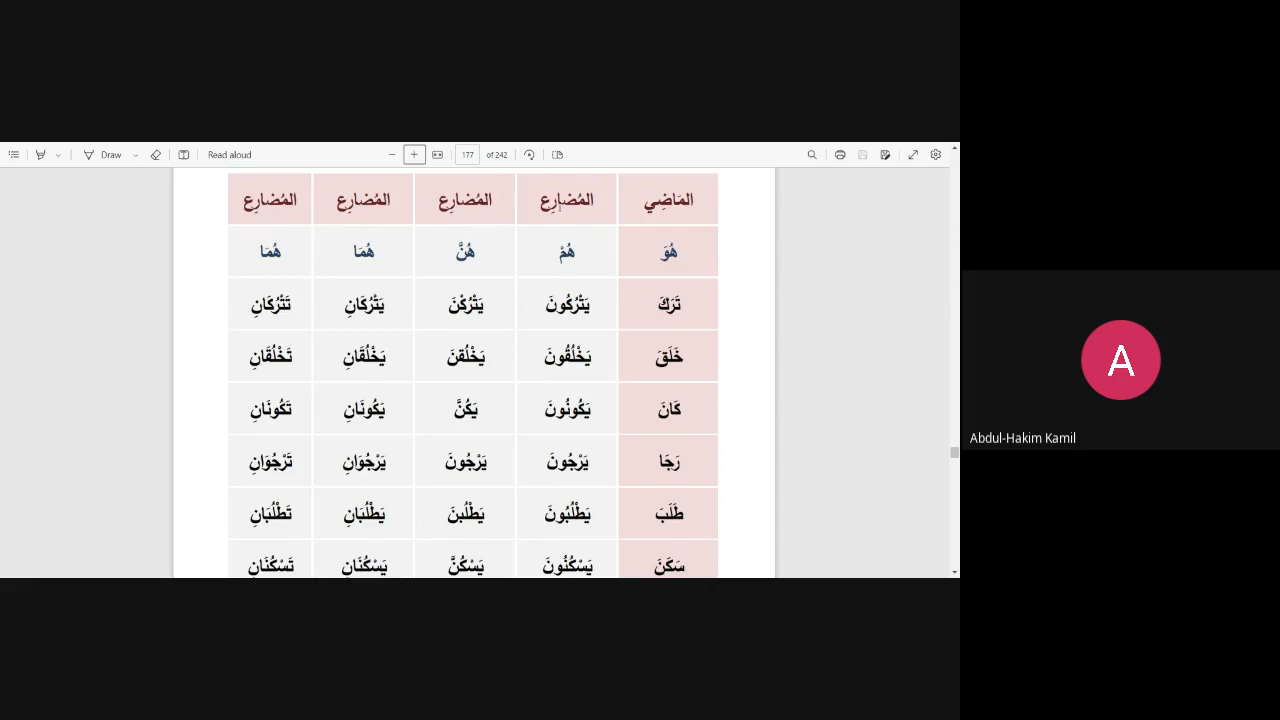 Draw
Read aloud
177 of 242
المَاضِي المُضارِع المُضارِع المُضارِع المُضارِع
هُوَ هُمْ هُنَّ هُمَا هُمَا
تَرَكَ يَتْرُكُونَ يَتْرُكْنَ يَتْرُكَانِ تَتْرُكَانِ
خَلَقَ يَخْلُقُونَ يَخْلُقنَ يَخْلُقَانِ تَخْلُقَانِ
كَانَ يَكُونُونَ يَكُنَّ يَكُونَانِ تَكُونَانِ
رَجَا يَرْجُونَ يَرْجُونَ يَرْجُوَانِ تَرْجُوَانِ
طَلَبَ يَطْلُبُونَ يَطْلُبنَ يَطْلُبَانِ تَطْلُبَانِ
سَكَنَ يَسْكُنُونَ يَسْكُنَّ يَسْكُنَانِ تَسْكُنَانِ
A
Abdul-Hakim Kamil